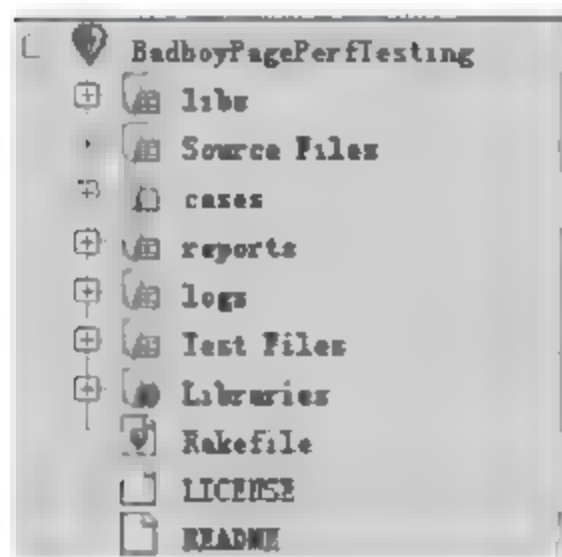 BadboyPagePerfTesting
libs
Source Files
cases
reports
logs
Test Files
Libraries
Rakefile
LICENSE
README